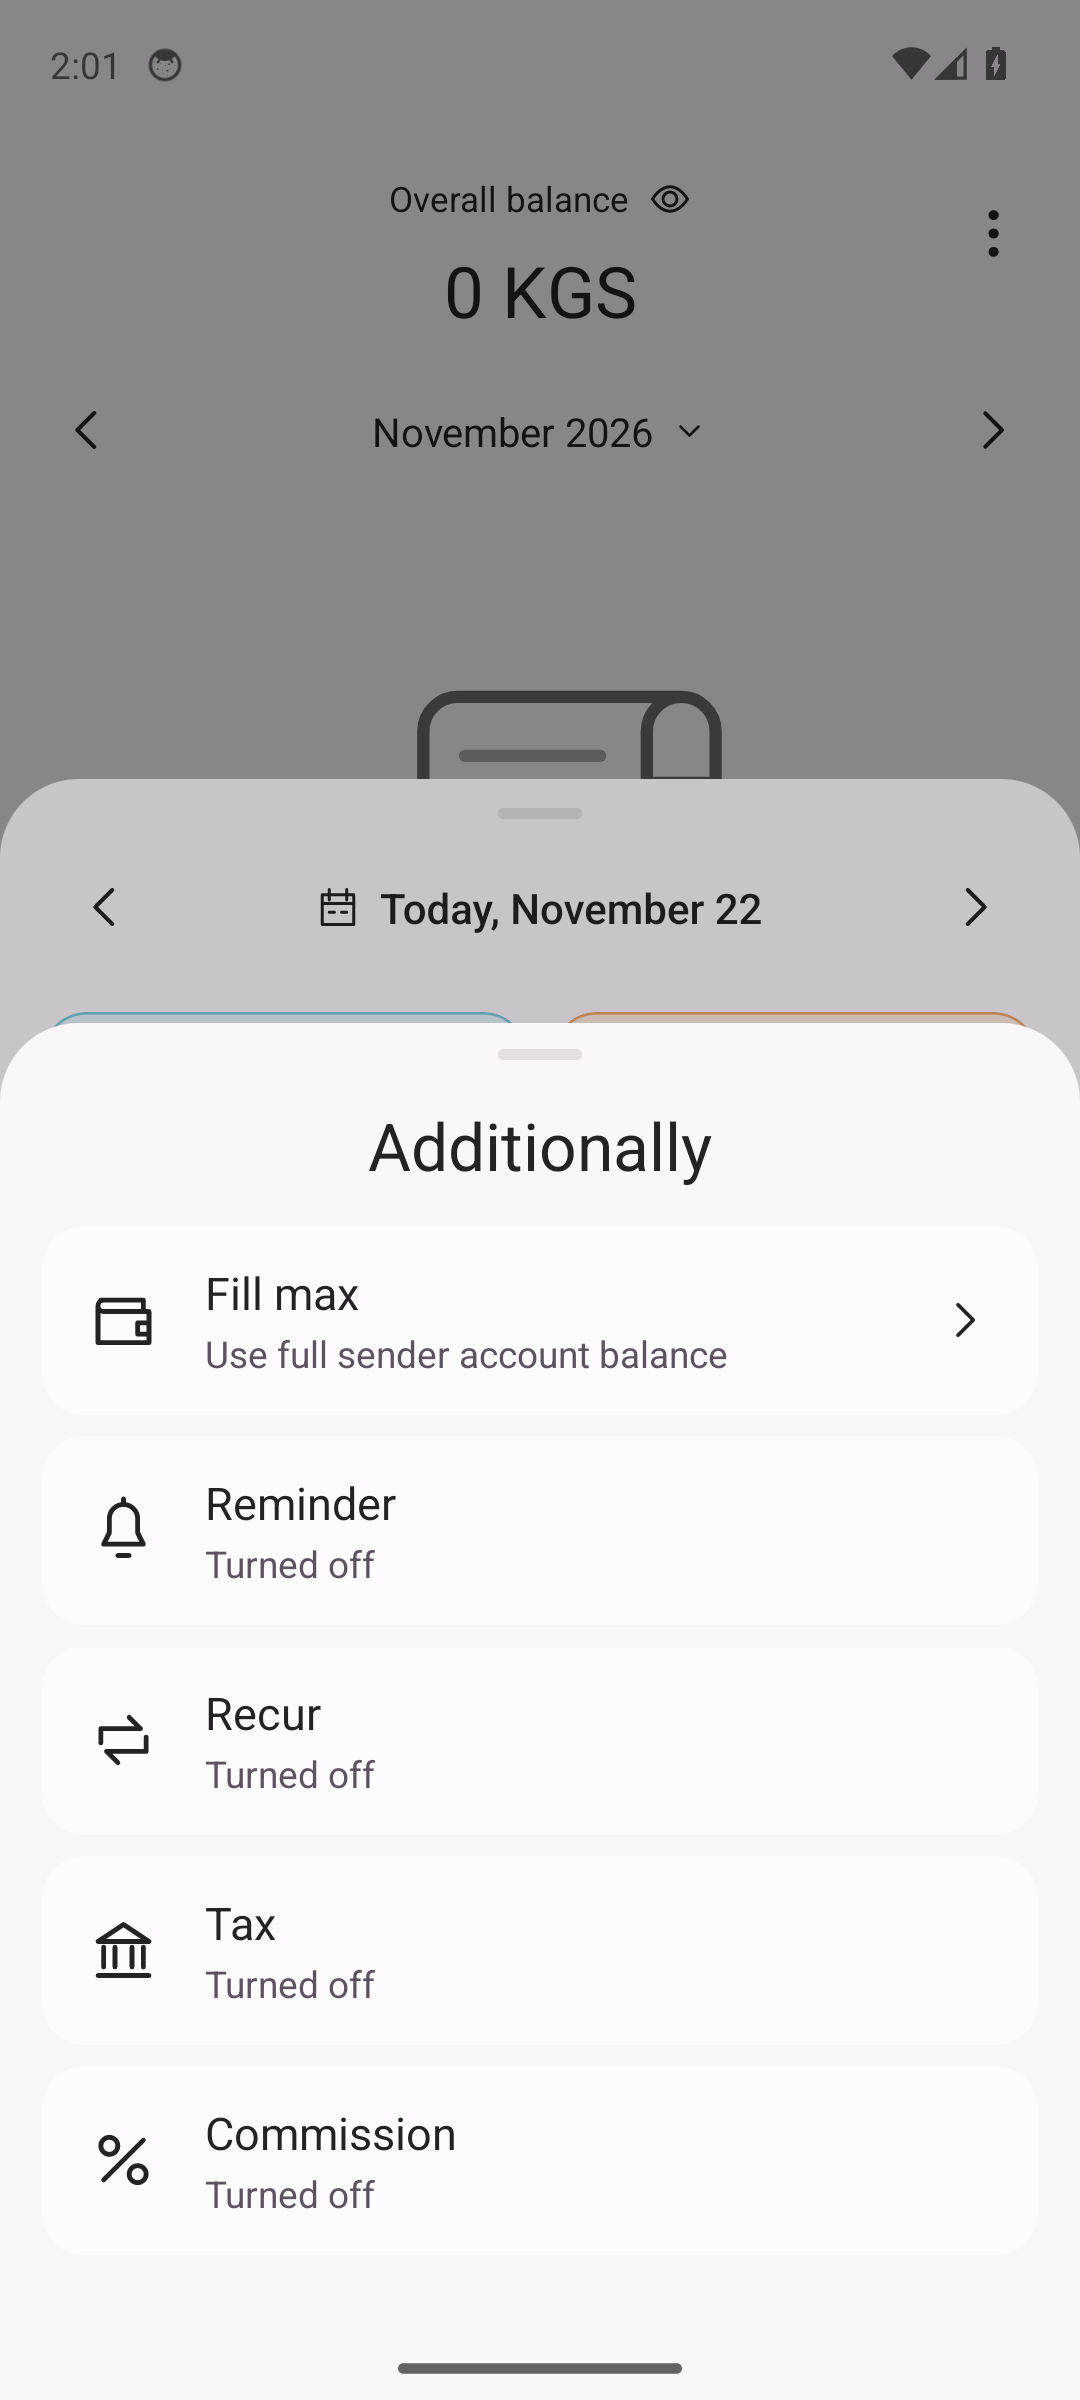 2:01
Overall balance
0 KGS
November 2026
Today, November 22
Additionally
Fill max
Use full sender account balance
Reminder
Turned off
Recur
Turned off
Tax
Turned off
Commission
Turned off